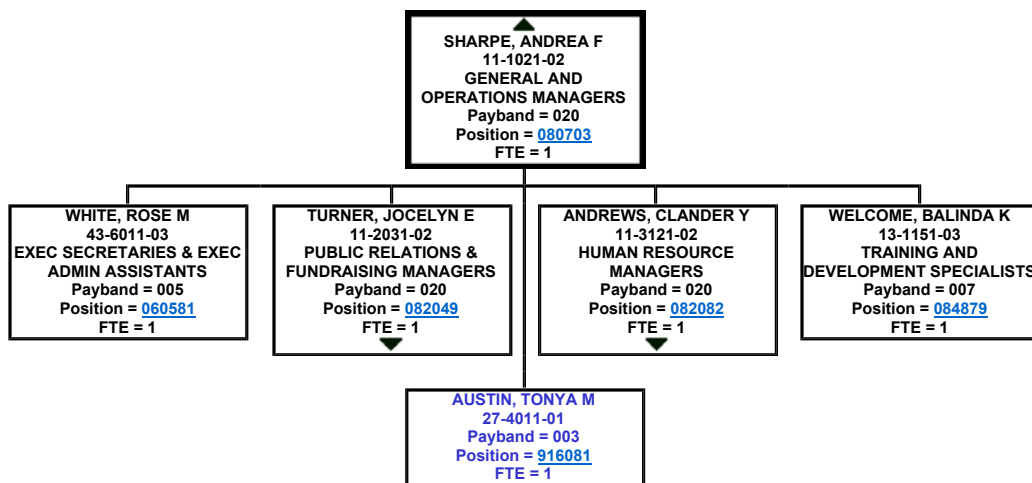 SHARPE, ANDREA F
11-1021-02
GENERAL AND
OPERATIONS MANAGERS
Payband = 020
Position = 080703
FTE = 1
WHITE, ROSE M
43-6011-03
EXEC SECRETARIES & EXEC
ADMIN ASSISTANTS
Payband = 005
Position = 060581
FTE = 1
TURNER, JOCELYN E
11-2031-02
PUBLIC RELATIONS &
FUNDRAISING MANAGERS
Payband = 020
Position = 082049
FTE = 1
ANDREWS, CLANDER Y
11-3121-02
HUMAN RESOURCE
MANAGERS
Payband = 020
Position = 082082
FTE = 1
WELCOME, BALINDA K
13-1151-03
TRAINING AND
DEVELOPMENT SPECIALISTS
Payband = 007
Position = 084879
FTE = 1
AUSTIN, TONYA M
27-4011-01
Payband = 003
Position = 916081
FTE = 1